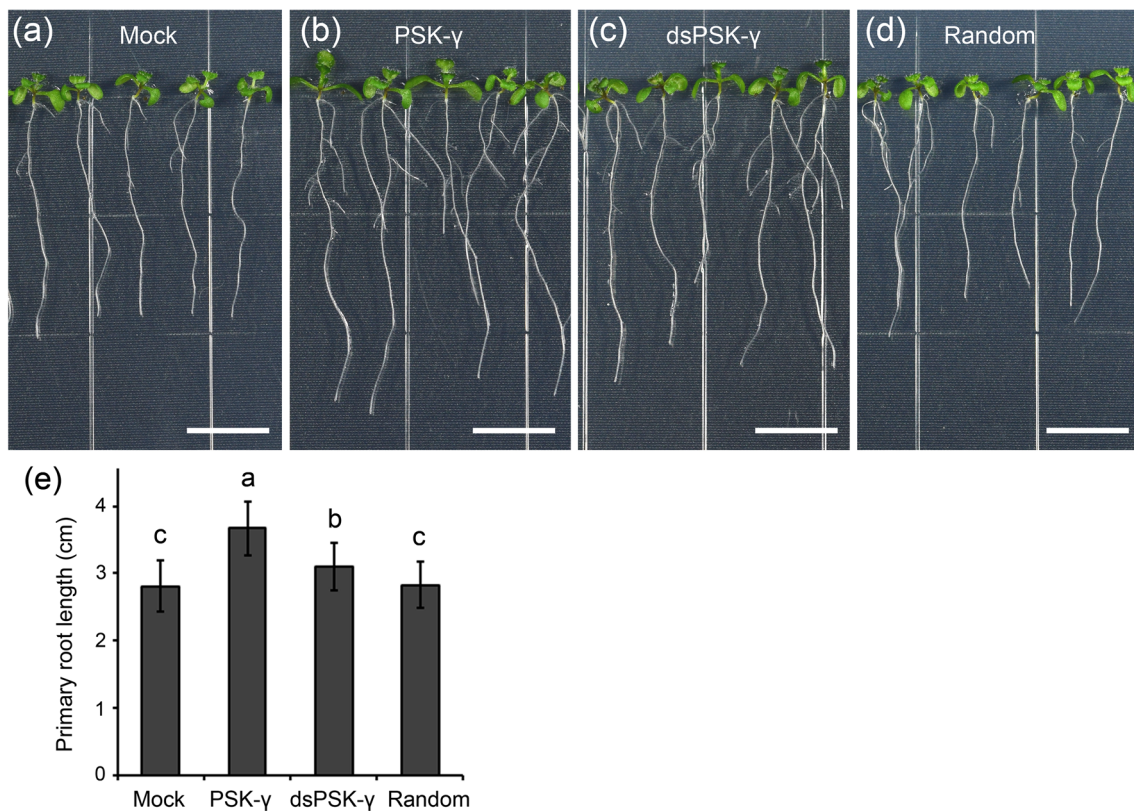 (a) Mock
(b) PSK-γ
(c) dsPSK-γ
(d) Random
(e)
Primary root length (cm)
4
3
2
1
0
c
a
b
c
Mock PSK-γ dsPSK-γ Random